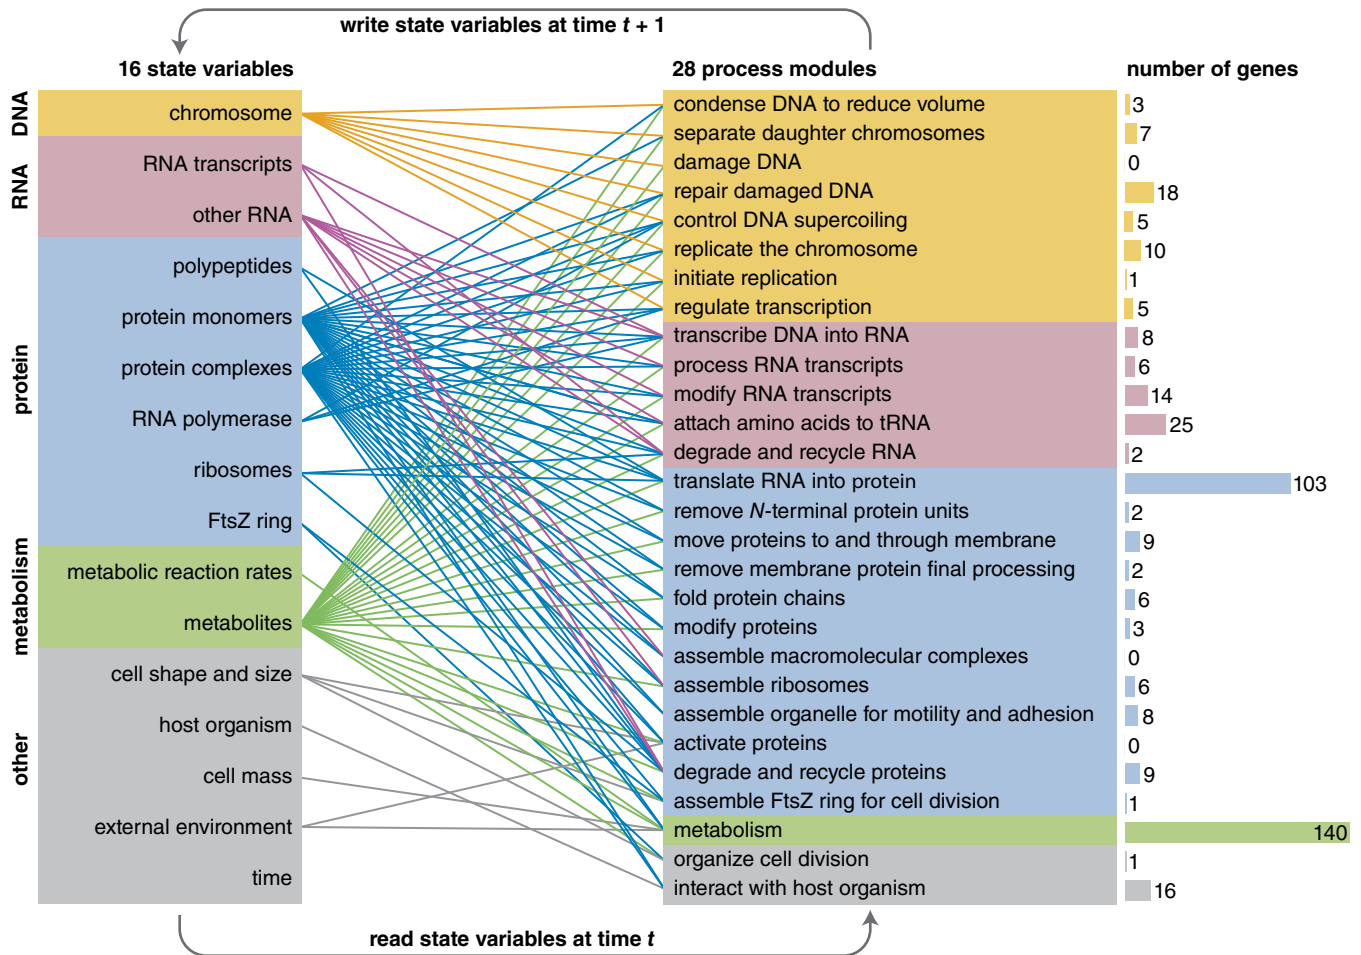 write state variables at time t + 1
16 state variables
28 process modules
number of genes
DNA
chromosome
RNA
RNA transcripts
other RNA
protein
polypeptides
protein monomers
protein complexes
RNA polymerase
ribosomes
FtsZ ring
metabolism
metabolic reaction rates
metabolites
other
cell shape and size
host organism
cell mass
external environment
time
condense DNA to reduce volume 3
separate daughter chromosomes 7
damage DNA 0
repair damaged DNA 18
control DNA supercoiling 5
replicate the chromosome 10
initiate replication 1
regulate transcription 5
transcribe DNA into RNA 8
process RNA transcripts 6
modify RNA transcripts 14
attach amino acids to tRNA 25
degrade and recycle RNA 2
translate RNA into protein 103
remove N-terminal protein units 2
move proteins to and through membrane 9
remove membrane protein final processing 2
fold protein chains 6
modify proteins 3
assemble macromolecular complexes 0
assemble ribosomes 6
assemble organelle for motility and adhesion 8
activate proteins 0
degrade and recycle proteins 9
assemble FtsZ ring for cell division 1
metabolism 140
organize cell division 1
interact with host organism 16
read state variables at time t